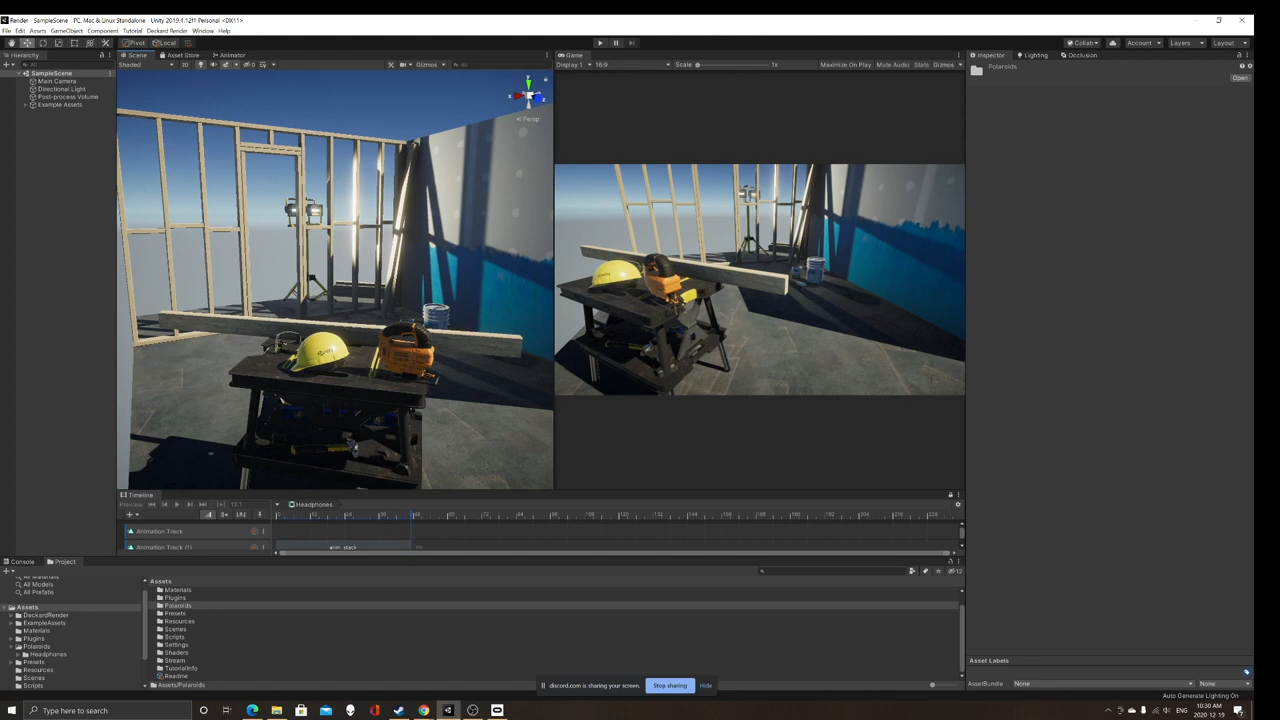 Render - SampleScene - PC, Mac & Linux Standalone - Unity 2019.4.12f1 Personal <DX11>
File Edit Assets GameObject Component Tutorial Deckard Render Window Help
Pivot Local Collab Account Layers Layout
Hierarchy
All
SampleScene
Main Camera
Directional Light
Post-process Volume
Example Assets
Scene Asset Store Animator
Shaded 2D 0 Gizmos All
y
x
z
Persp
Game
Display 1 16:9 Scale 1x Maximize On Play Mute Audio Stats Gizmos
Inspector Lighting Occlusion
Polaroids
Open
Timeline
Preview Headphones
Animation Track
Animation Track (1) anim_stack
Console Project
12
All Materials
All Models
All Prefabs
Assets
DeckardRender
ExampleAssets
Materials
Plugins
Polaroids
Headphones
Presets
Resources
Scenes
Scripts
Assets
Materials
Plugins
Polaroids
Presets
Resources
Scenes
Scripts
Settings
Shaders
Stream
TutorialInfo
Readme
Assets/Polaroids
discord.com is sharing your screen. Stop sharing Hide
Asset Labels
AssetBundle None None
Auto Generate Lighting On
Type here to search
ENG
10:30 AM
2020-12-19